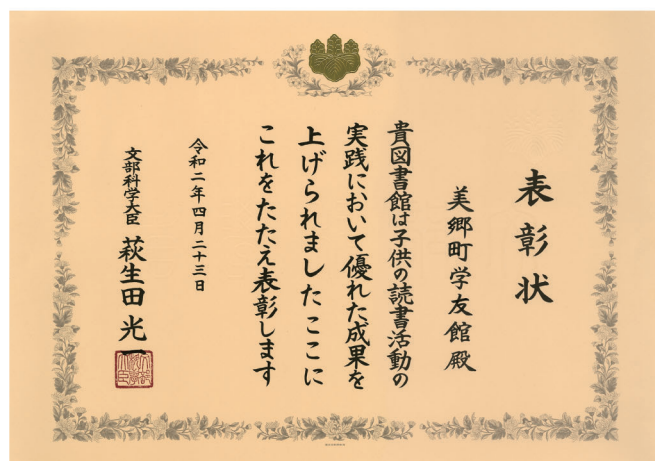 表彰状
美郷町学友館殿
貴図書館は子供の読書活動の
実践において優れた成果を
上げられましたここに
これをたたえ表彰します
令和二年四月二十三日
文部科学大臣 萩生田光一